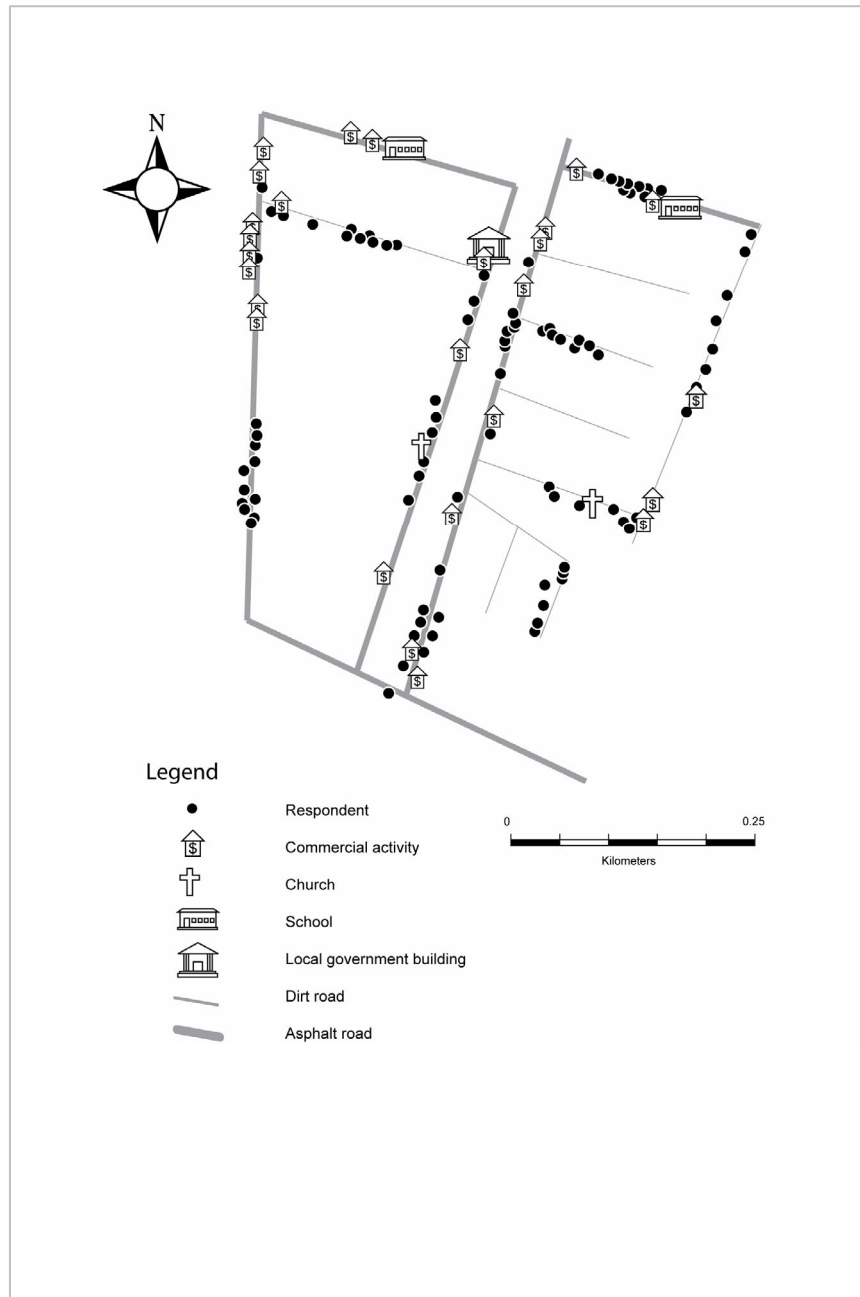 N
Legend
Respondent
Commercial activity
Church
School
Local government building
Dirt road
Asphalt road
0 0.25
Kilometers